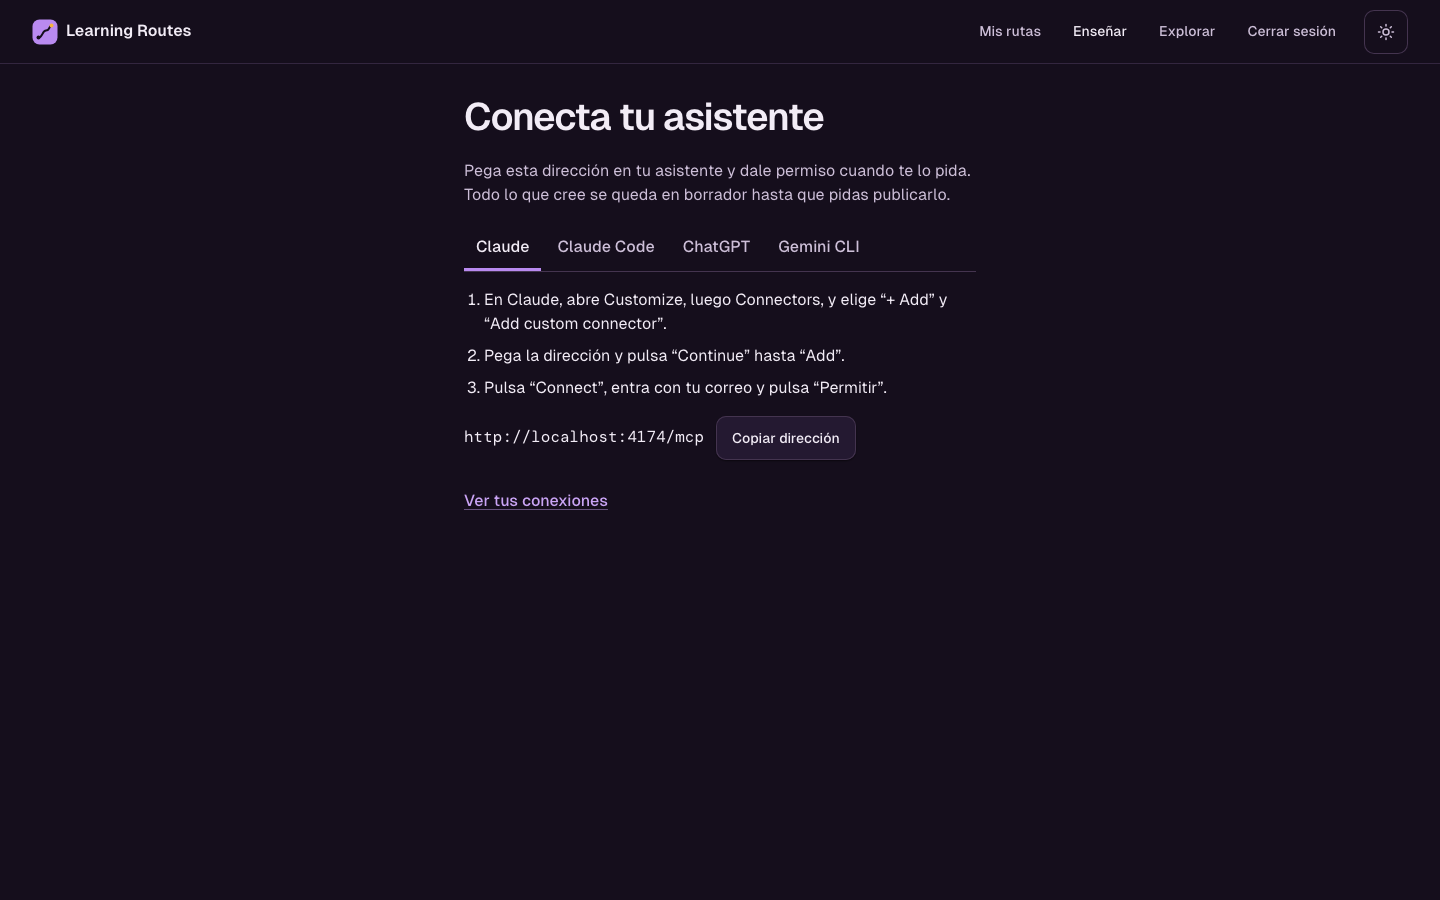 Learning Routes
Mis rutas
Enseñar
Explorar
Cerrar sesión
Conecta tu asistente
Pega esta dirección en tu asistente y dale permiso cuando te lo pida.
Todo lo que cree se queda en borrador hasta que pidas publicarlo.
Claude
Claude Code
ChatGPT
Gemini CLI
1. En Claude, abre Customize, luego Connectors, y elige “+ Add” y
“Add custom connector”.
2. Pega la dirección y pulsa “Continue” hasta “Add”.
3. Pulsa “Connect”, entra con tu correo y pulsa “Permitir”.
http://localhost:4174/mcp
Copiar dirección
Ver tus conexiones